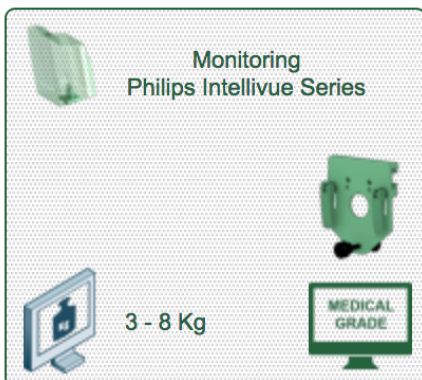 Monitoring
Philips Intellivue Series
3 - 8 Kg
MEDICAL
GRADE